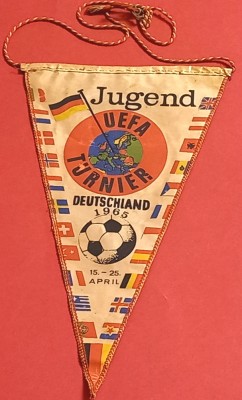 Jugend
UEFA
TURNIER
DEUTSCHLAND
1965
15.-25.
APRIL